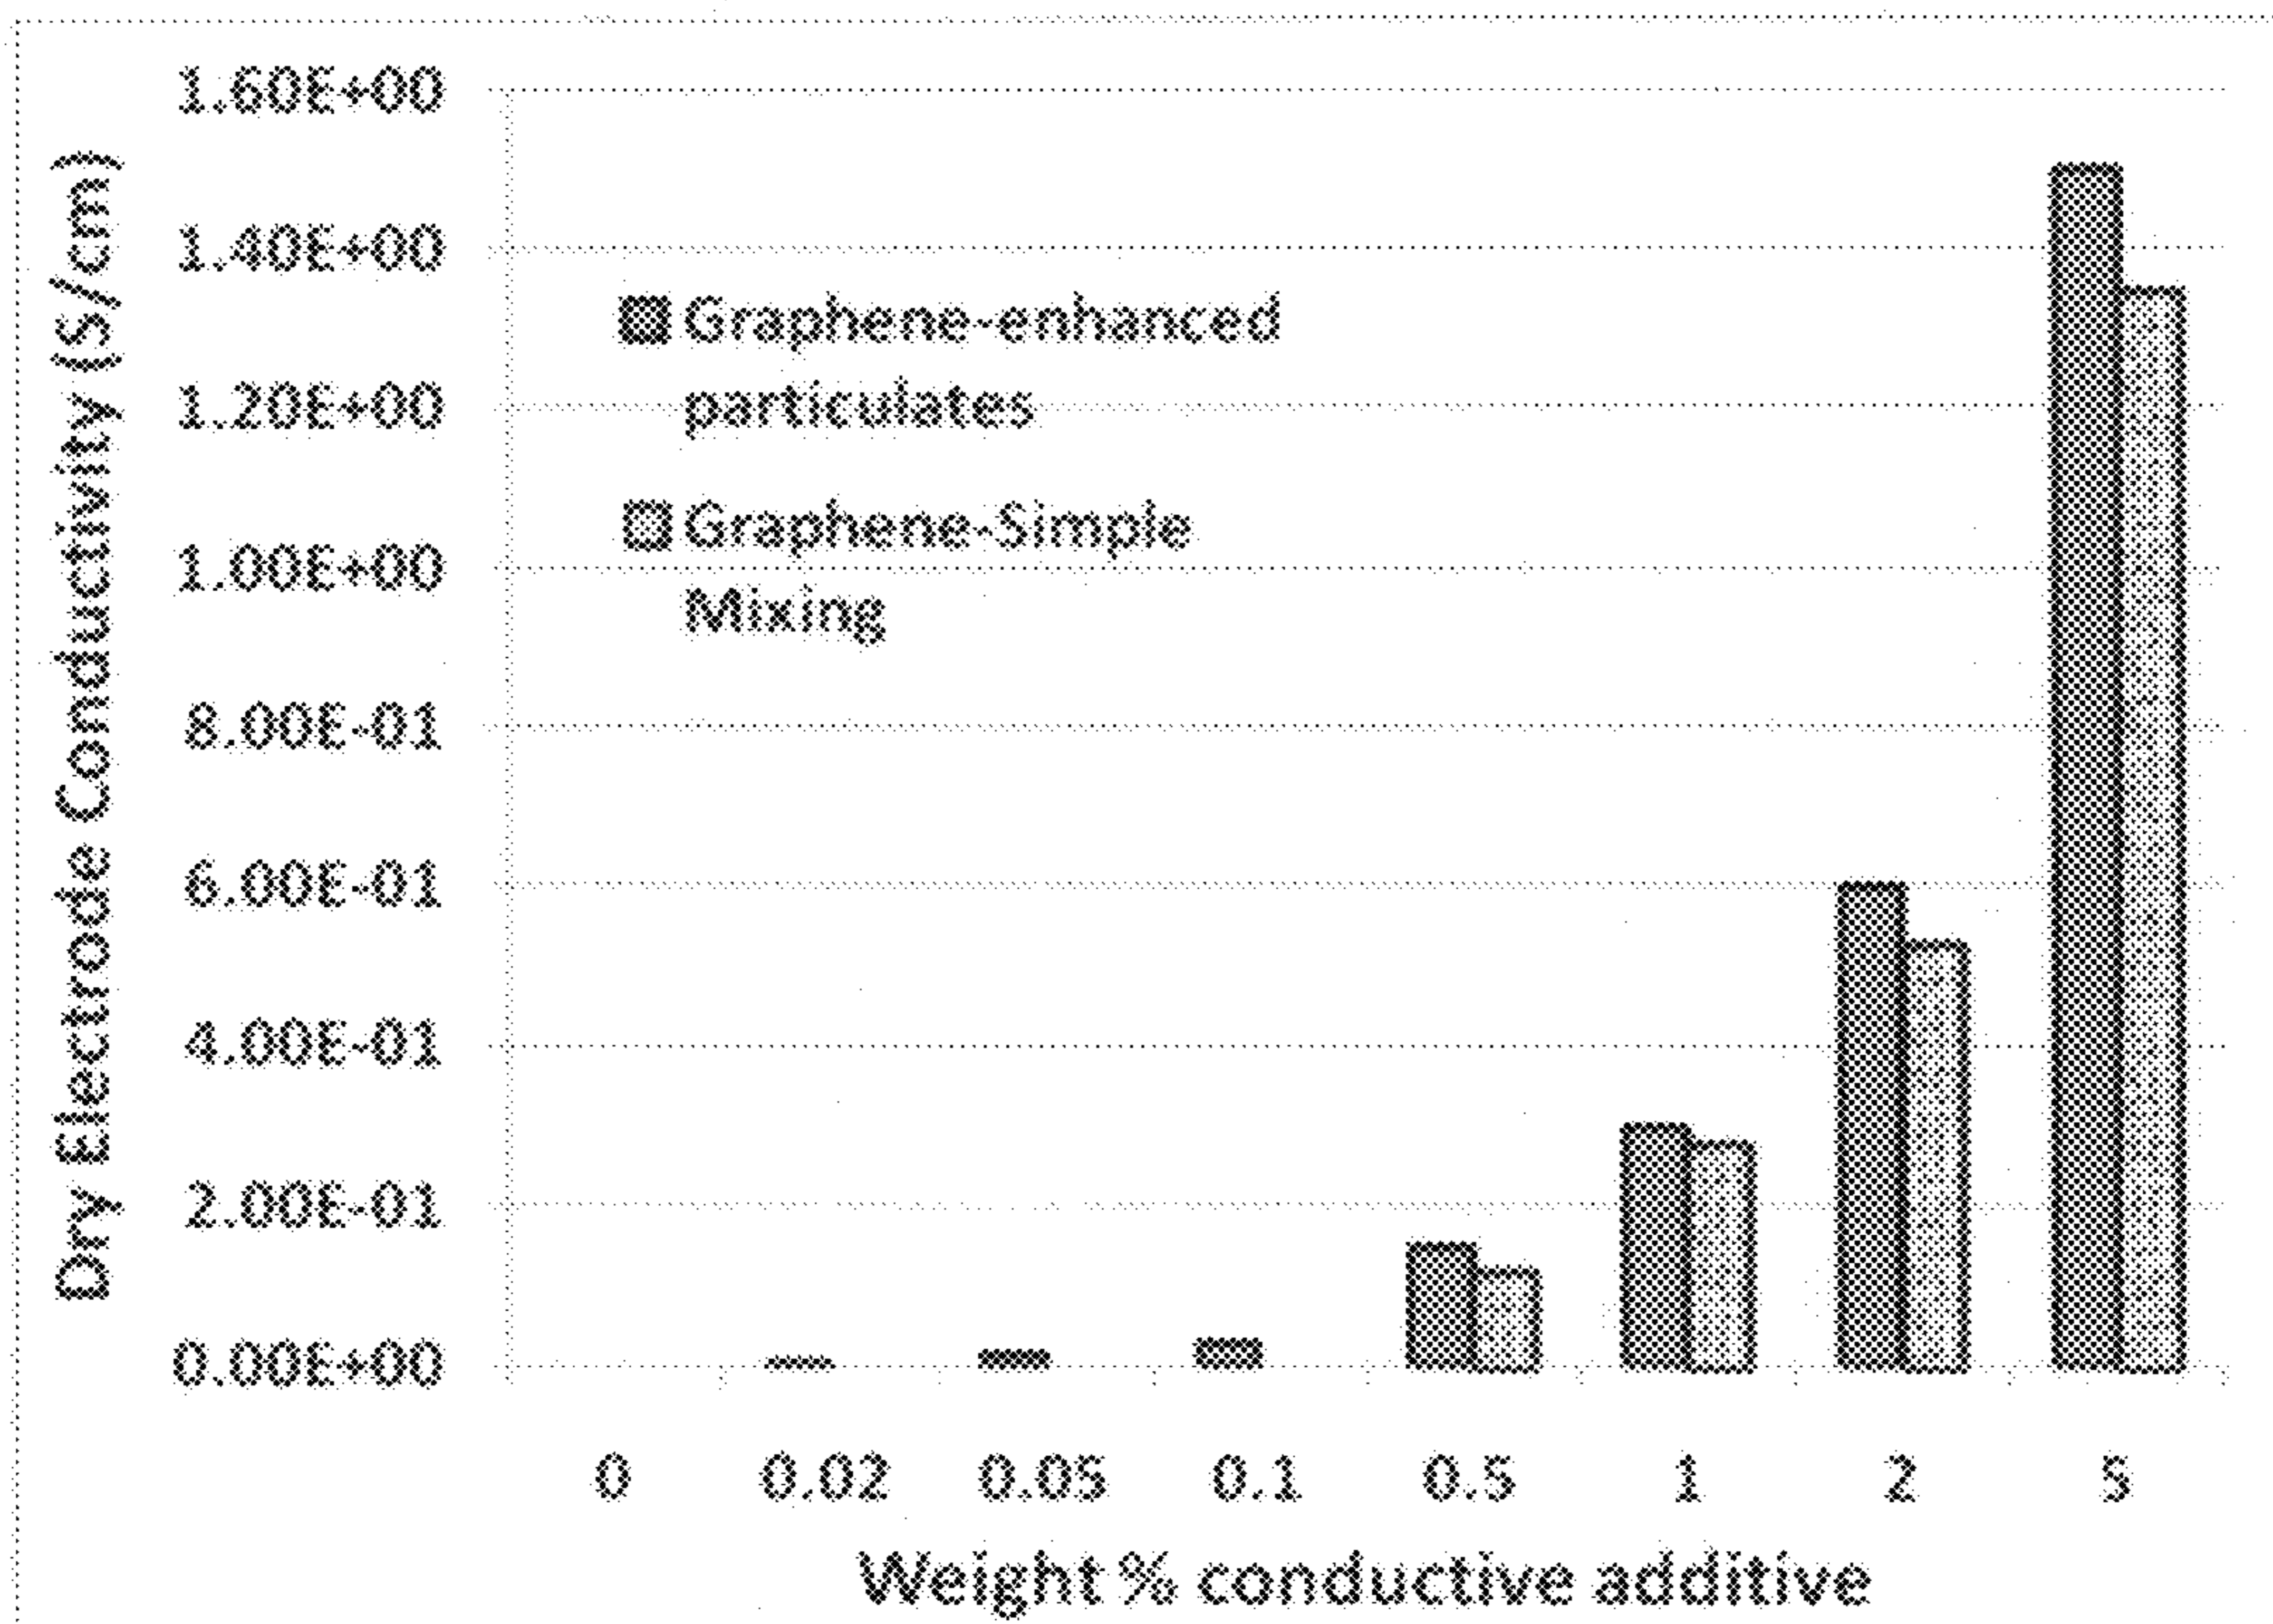 1.60E+00
1.40E+00
1.20E+00
1.00E+00
8.00E-01
6.00E-01
4.00E-01
2.00E-01
0.00E+00
Dry Electrode Conductivity (S/cm)
Graphene-enhanced
particulates
Graphene-Simple
Mixing
0 0.02 0.05 0.1 0.5 1 2 5
Weight % conductive additive